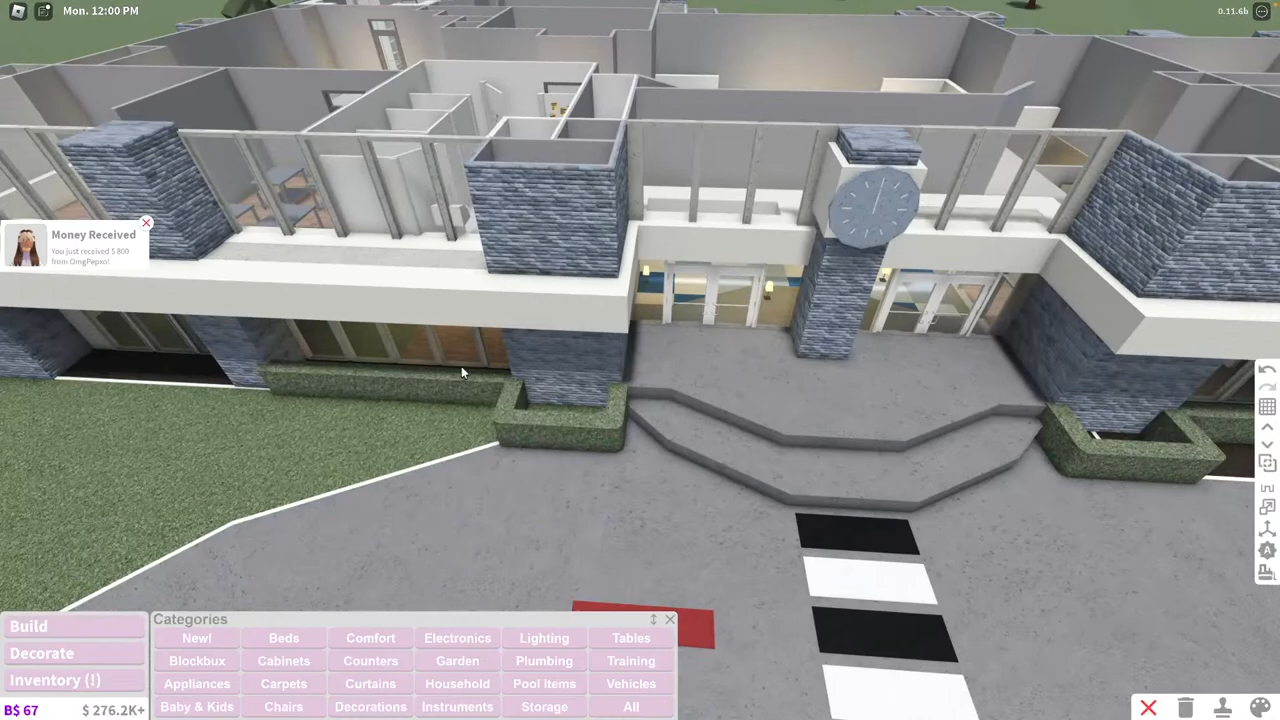 Mon. 12:00 PM
0.11.6b
Money Received
You just received $ 800
from OmgPepxo!
Build
Decorate
Inventory (!)
B$ 67 $ 276.2K+
Categories
New! Beds Comfort Electronics Lighting Tables
Blockbux Cabinets Counters Garden Plumbing Training
Appliances Carpets Curtains Household Pool Items Vehicles
Baby & Kids Chairs Decorations Instruments Storage All